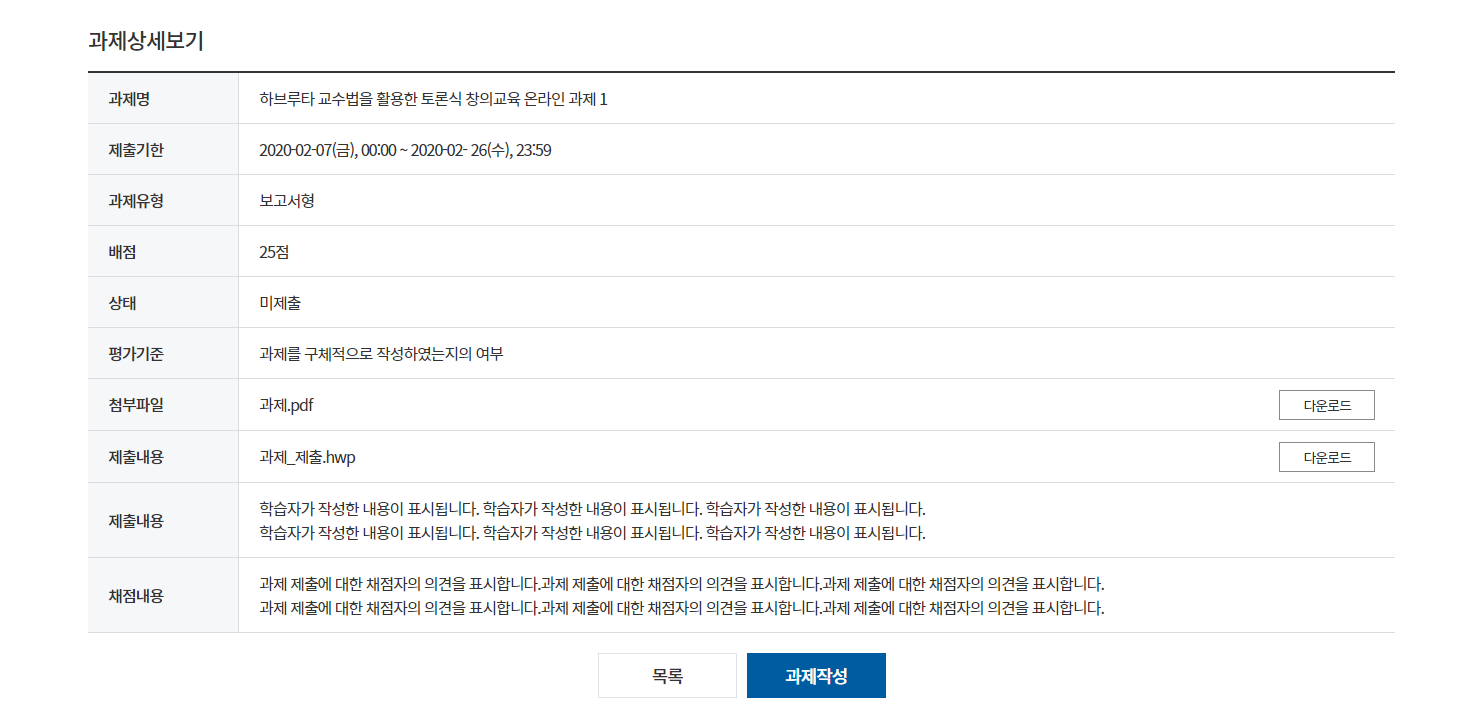 과제상세보기
과제명
하브루타 교수법을 활용한 토론식 창의교육 온라인 과제 1
제출기한
2020-02-07(금), 00:00 ~ 2020-02- 26(수), 23:59
과제유형
보고서형
배점
25점
상태
미제출
평가기준
과제를 구체적으로 작성하였는지의 여부
첨부파일
과제.pdf
다운로드
제출내용
과제_제출.hwp
다운로드
제출내용
학습자가 작성한 내용이 표시됩니다. 학습자가 작성한 내용이 표시됩니다. 학습자가 작성한 내용이 표시됩니다.
학습자가 작성한 내용이 표시됩니다. 학습자가 작성한 내용이 표시됩니다. 학습자가 작성한 내용이 표시됩니다.
채점내용
과제 제출에 대한 채점자의 의견을 표시합니다.과제 제출에 대한 채점자의 의견을 표시합니다.과제 제출에 대한 채점자의 의견을 표시합니다.
과제 제출에 대한 채점자의 의견을 표시합니다.과제 제출에 대한 채점자의 의견을 표시합니다.과제 제출에 대한 채점자의 의견을 표시합니다.
목록
과제작성